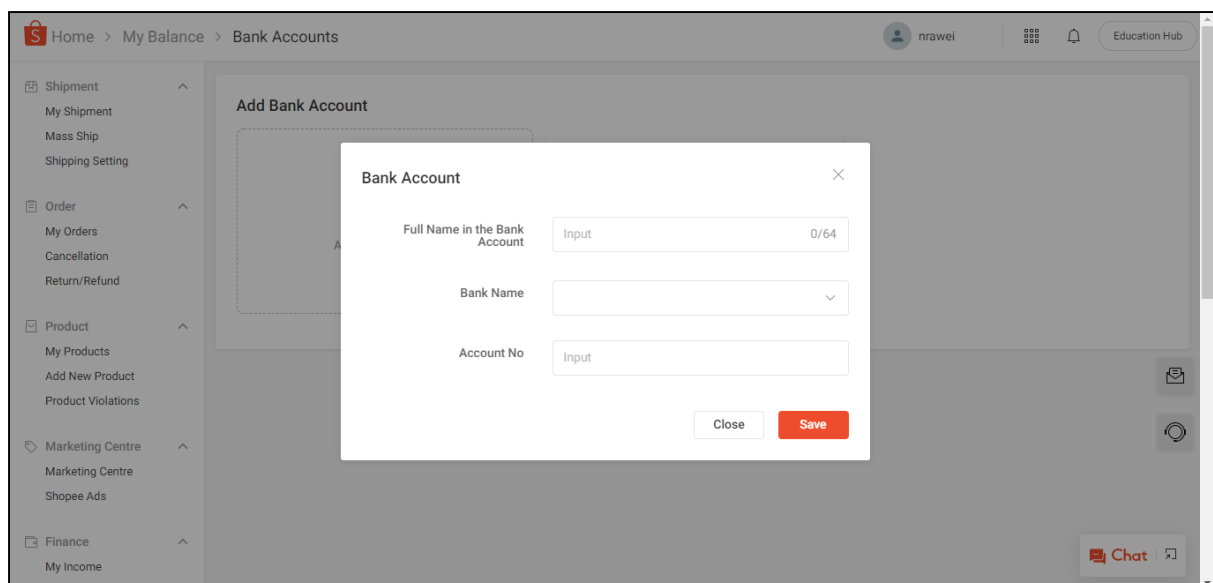 S Home > My Balance > Bank Accounts
nrawei
Education Hub
Shipment
My Shipment
Mass Ship
Shipping Setting
Order
My Orders
Cancellation
Return/Refund
Product
My Products
Add New Product
Product Violations
Marketing Centre
Marketing Centre
Shopee Ads
Finance
My Income
Add Bank Account
A
Bank Account
Full Name in the Bank
Account
Input 0/64
Bank Name
Account No
Input
Close Save
Chat